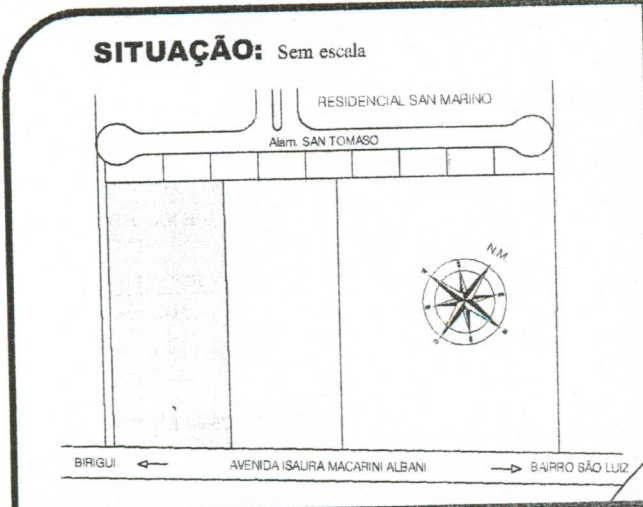 SITUAÇÃO: Sem escala
RESIDENCIAL SAN MARINO
Alam. SAN TOMASO
N.M.
BIRIGUI
AVENIDA ISAURA MACARINI ALBANI
BAIRRO SÃO LUIZ